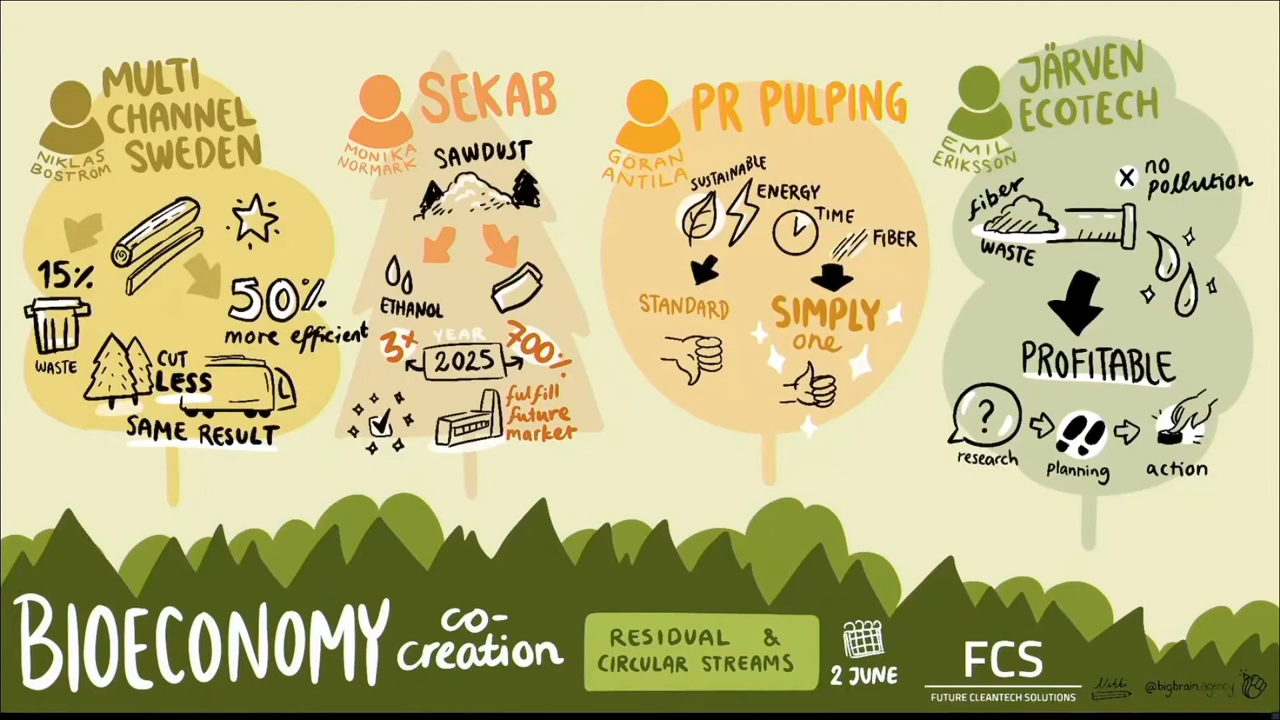 MULTI
CHANNEL
SWEDEN
NIKLAS
BOSTRÖM
15%
WASTE
50%
more efficient
CUT
LESS
SAME RESULT
SEKAB
MONIKA
NORMARK
SAWDUST
ETHANOL
3x
YEAR
2025
700%
fulfill
future
market
PR PULPING
GÖRAN
ANTILA
SUSTAINABLE
ENERGY
TIME
FIBER
STANDARD
SIMPLY
one
JÄRVEN
ECOTECH
EMIL
ERIKSSON
no
pollution
fiber
WASTE
PROFITABLE
?
research
planning
action
BIOECONOMY
co-
creation
RESIDUAL &
CIRCULAR STREAMS
2 JUNE
FCS
FUTURE CLEANTECH SOLUTIONS
@bigbrain.agency